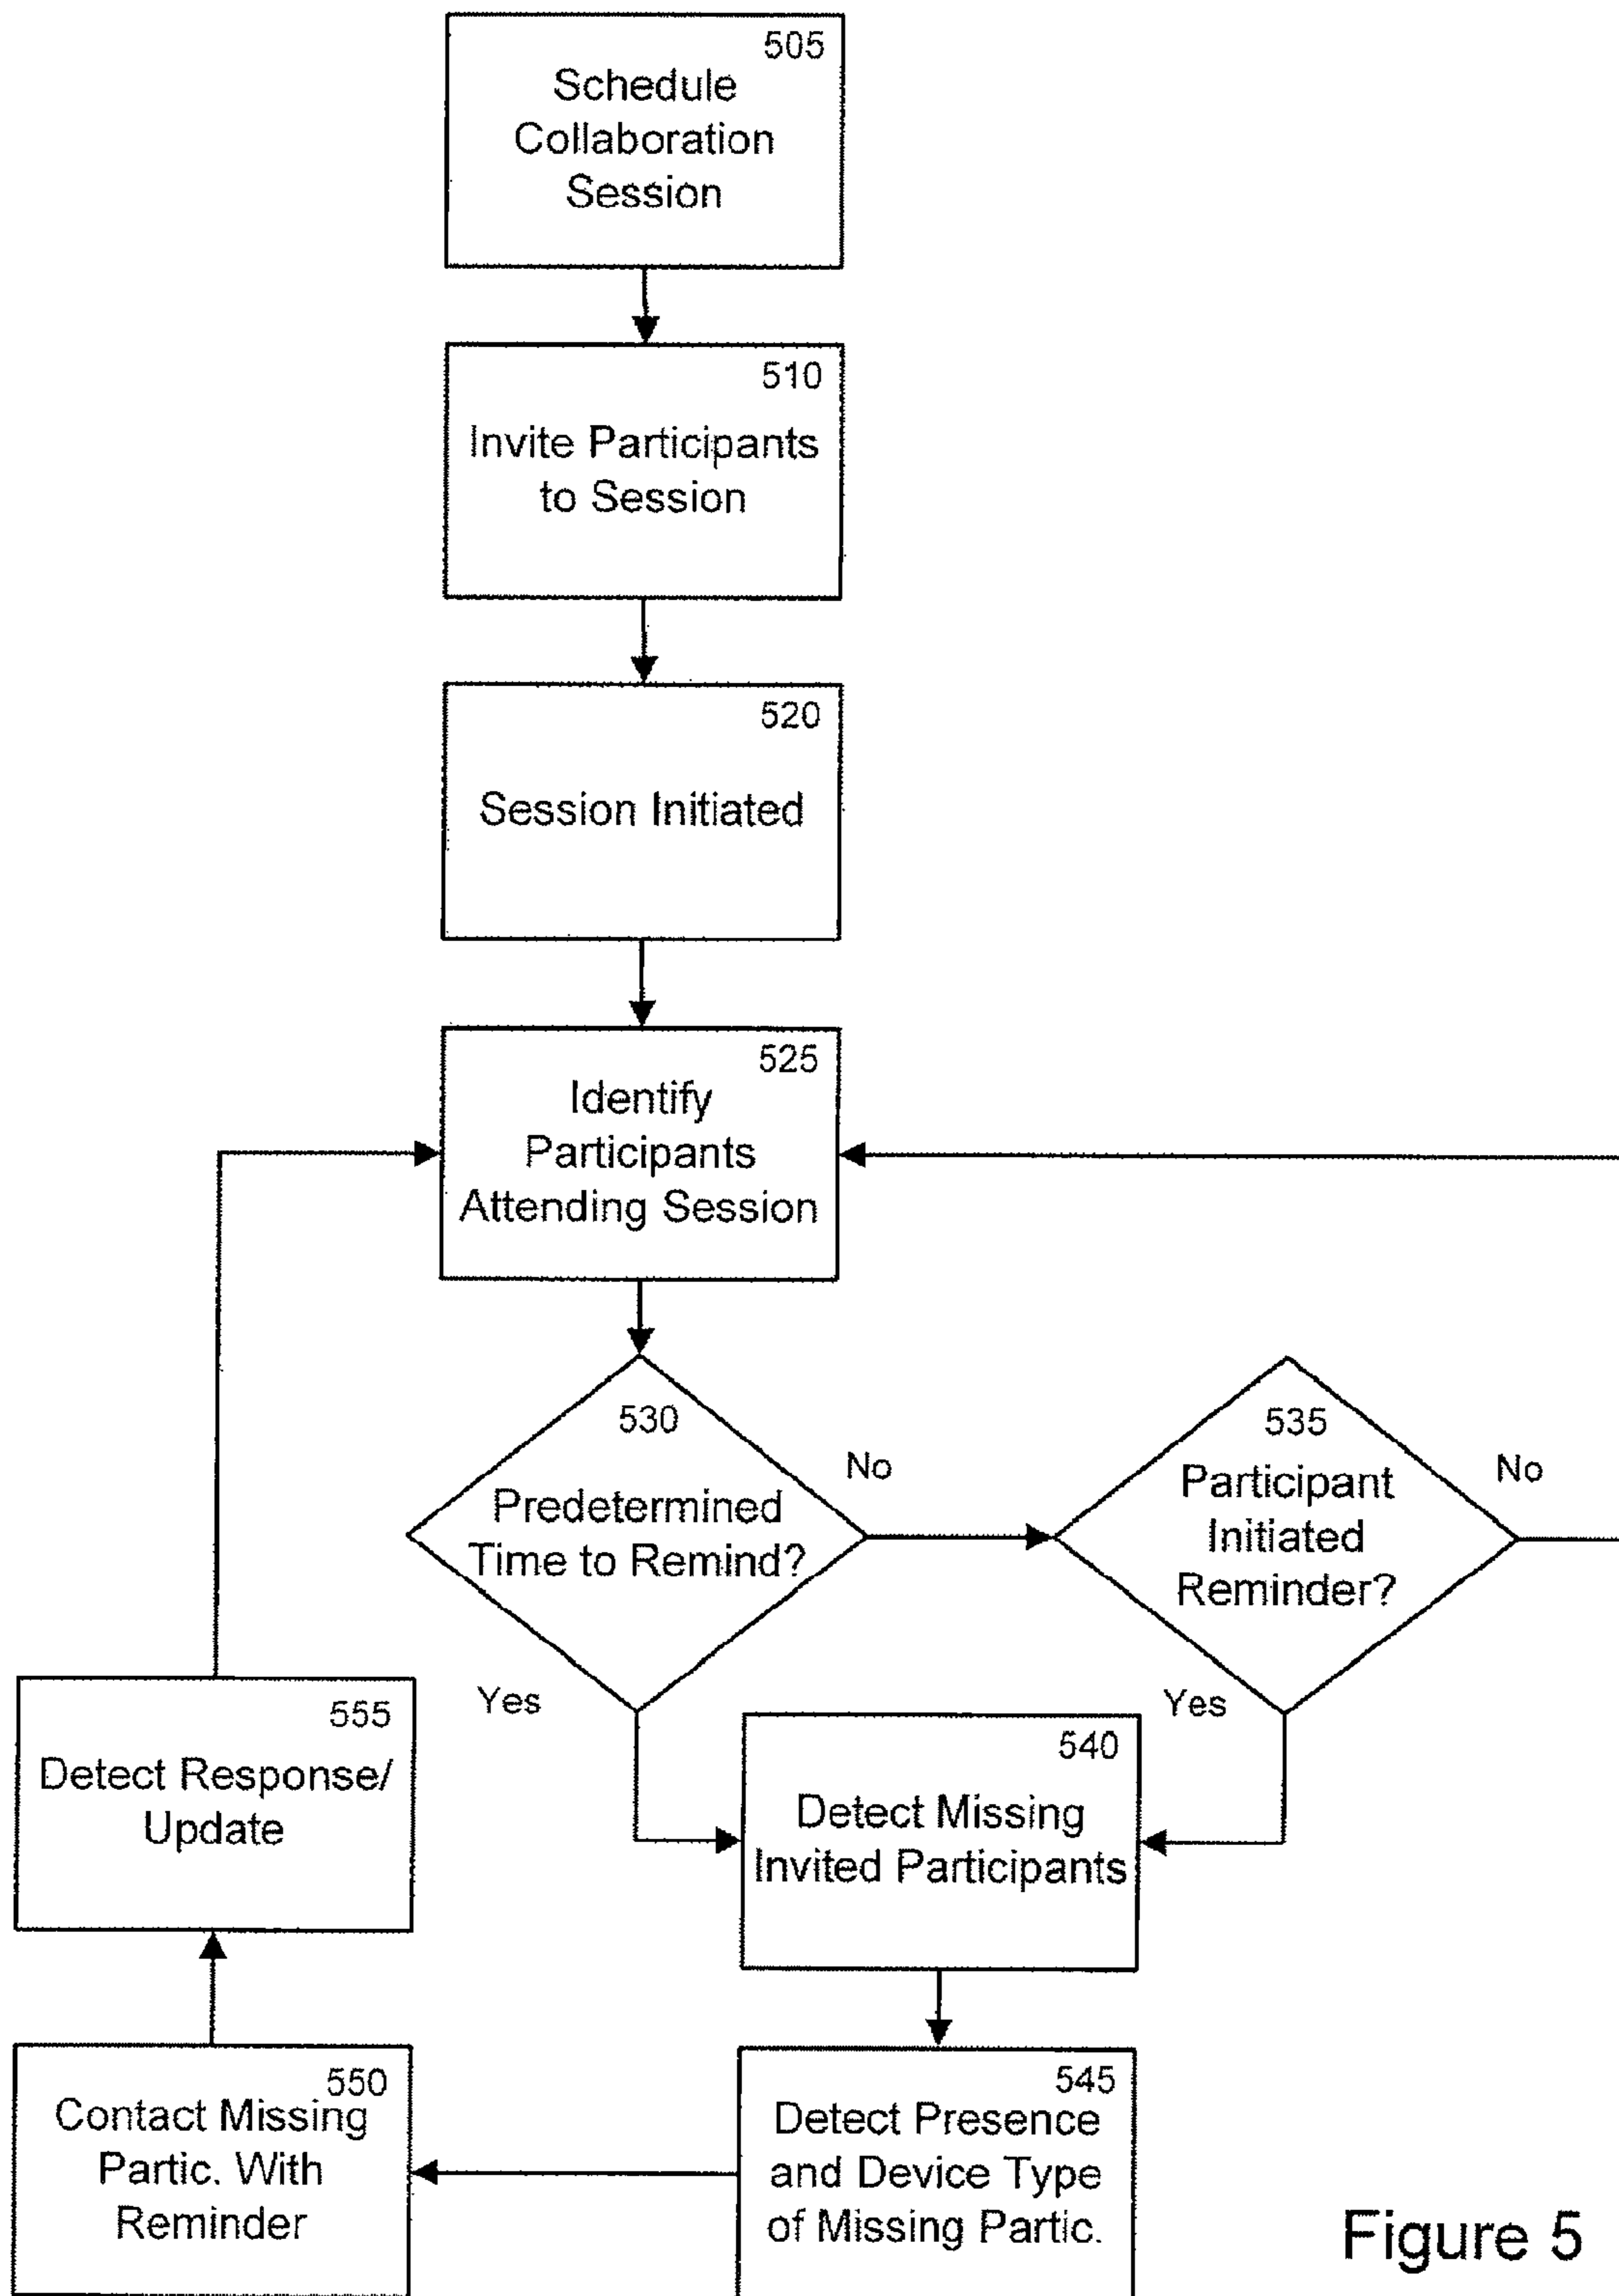 505
Schedule
Collaboration
Session
510
Invite Participants
to Session
520
Session Initiated
525
Identify
Participants
Attending Session
530
Predetermined
Time to Remind?
No
Yes
535
Participant
Initiated
Reminder?
No
Yes
540
Detect Missing
Invited Participants
545
Detect Presence
and Device Type
of Missing Partic.
550
Contact Missing
Partic. With
Reminder
555
Detect Response/
Update
Figure 5